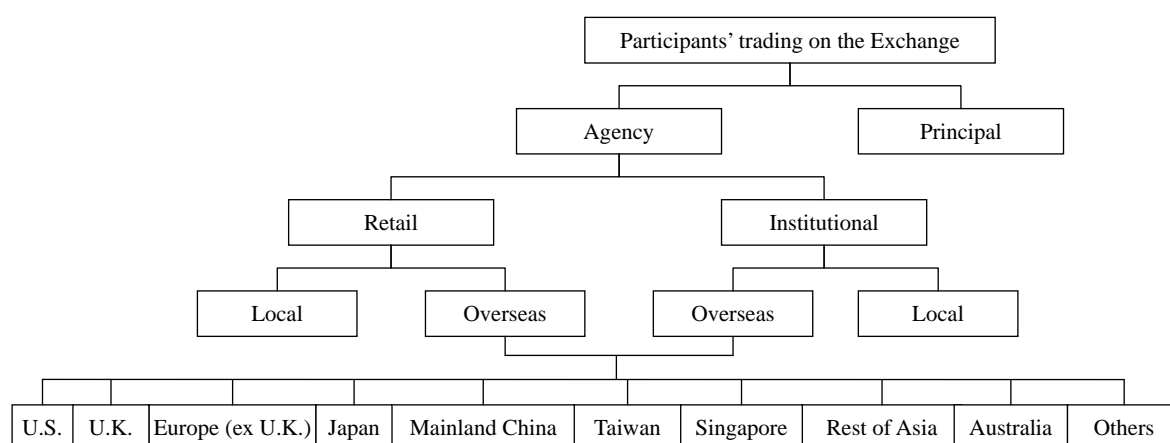 Participants’ trading on the Exchange
Agency
Principal
Retail
Institutional
Local
Overseas
Overseas
Local
U.S.
U.K.
Europe (ex U.K.)
Japan
Mainland China
Taiwan
Singapore
Rest of Asia
Australia
Others